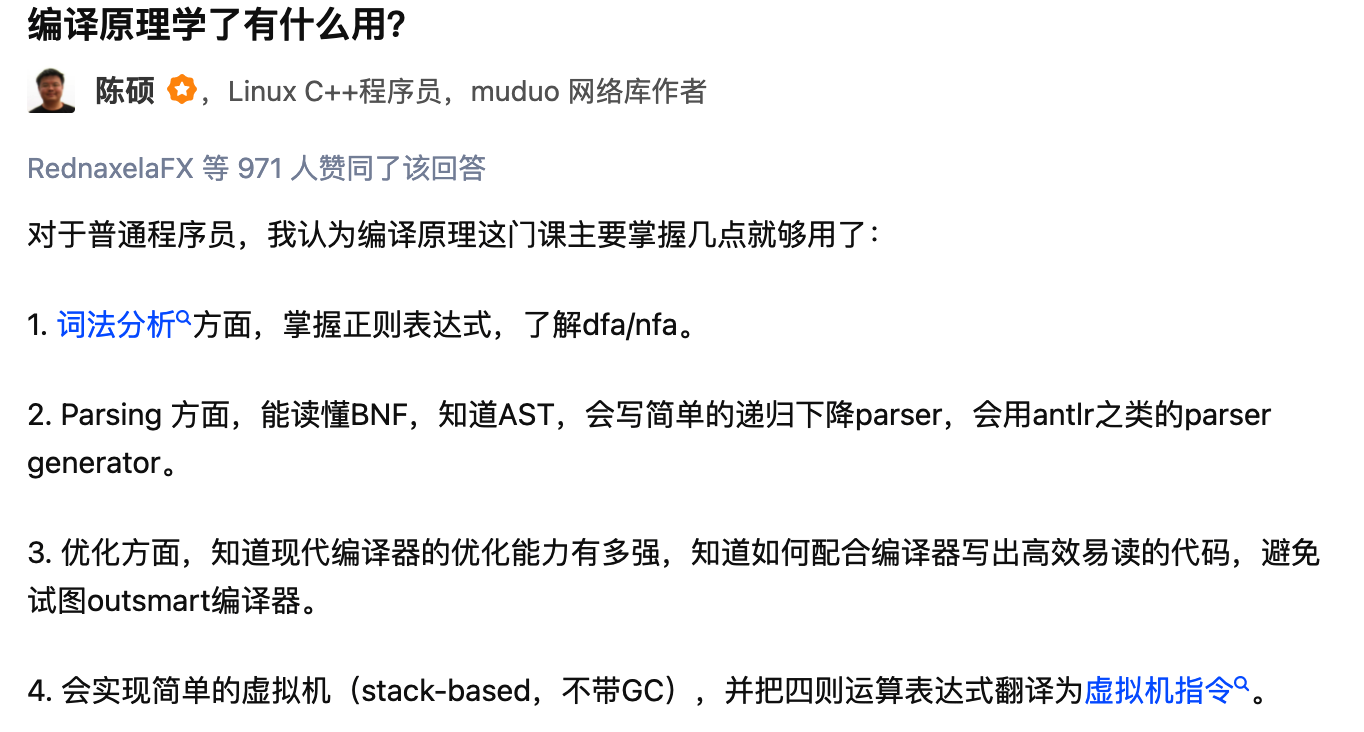 编译原理学了有什么用?
陈硕 ，Linux C++程序员，muduo 网络库作者
RednaxelaFX 等 971 人赞同了该回答
对于普通程序员，我认为编译原理这门课主要掌握几点就够用了：
1. 词法分析方面，掌握正则表达式，了解dfa/nfa。
2. Parsing 方面，能读懂BNF，知道AST，会写简单的递归下降parser，会用antlr之类的parser
generator。
3. 优化方面，知道现代编译器的优化能力有多强，知道如何配合编译器写出高效易读的代码，避免
试图outsmart编译器。
4. 会实现简单的虚拟机（stack-based，不带GC），并把四则运算表达式翻译为虚拟机指令。